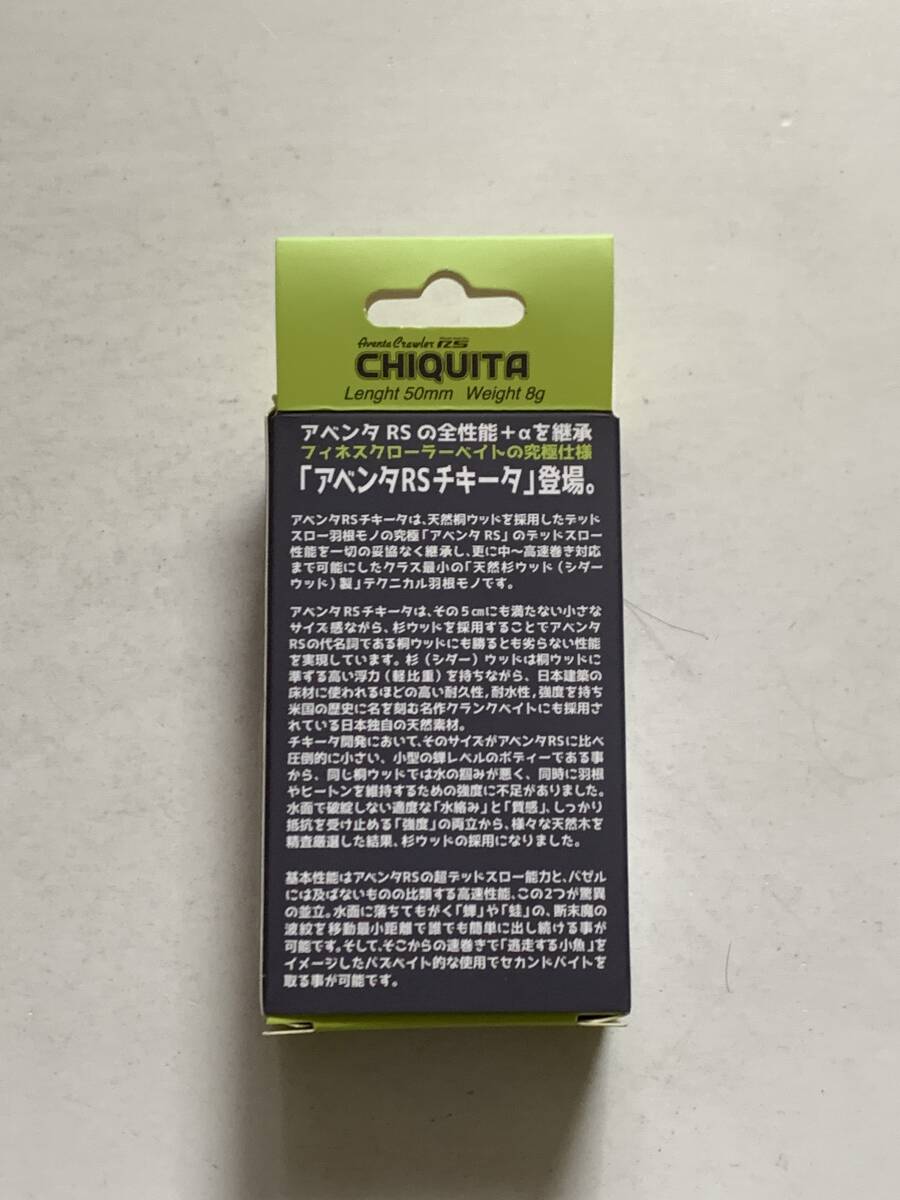 Aventa Crawler RS
CHIQUITA
Lenght 50mm Weight 8g
アベンタ RS の全性能+αを継承
フィネスクローラーベイトの究極仕様
「アベンタRSチキータ」登場。
アベンタRSチキータは、天然桐ウッドを採用したデッド
スロー羽根モノの究極「アベンタ RS」のデッドスロー
性能を一切の妥協なく継承し、更に中〜高速巻き対応
まで可能にしたクラス最小の「天然杉ウッド(シダー
ウッド)製」テクニカル羽根モノです。
アベンタRSチキータは、その5㎝にも満たない小さな
サイズ感ながら、杉ウッドを採用することでアベンタ
RSの代名詞である桐ウッドにも勝るとも劣らない性能
を実現しています。杉(シダー)ウッドは桐ウッドに
準ずる高い浮力(軽比重)を持ちながら、日本建築の
床材に使われるほどの高い耐久性,耐水性,強度を持ち
米国の歴史に名を刻む名作クランクベイトにも採用さ
れている日本独自の天然素材。
チキータ開発において、そのサイズがアベンタRSに比べ
圧倒的に小さい、小型の蝉レベルのボディーである事
から、同じ桐ウッドでは水の掴みが悪く、同時に羽根
やヒートンを維持するための強度に不足がありました。
水面で破綻しない適度な「水絡み」と「質感」、しっかり
抵抗を受け止める「強度」の両立から、様々な天然木を
精査厳選した結果、杉ウッドの採用になりました。
基本性能はアベンタRSの超デッドスロー能力と、バゼル
には及ばないものの比類する高速性能、この2つが驚異
の並立。水面に落ちてもがく「蝉」や「蛙」の、断末魔の
波紋を移動最小距離で誰でも簡単に出し続ける事が
可能です。そして、そこからの速巻きで「逃走する小魚」を
イメージしたバズベイト的な使用でセカンドバイトを
取る事が可能です。